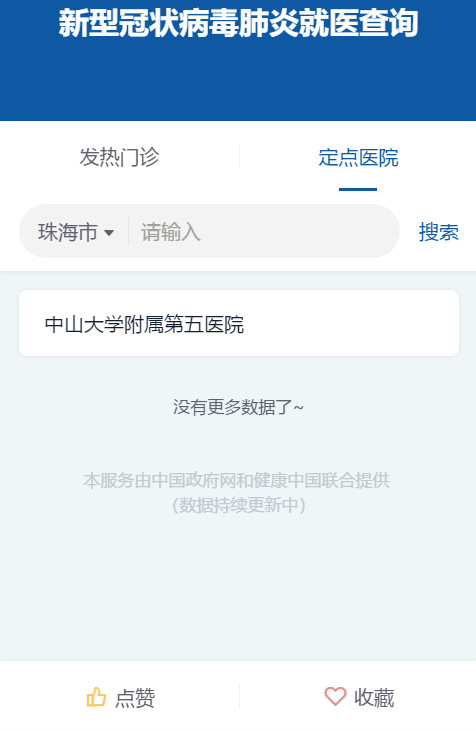 新型冠状病毒肺炎就医查询
发热门诊
定点医院
珠海市
请输入
搜索
中山大学附属第五医院
没有更多数据了~
本服务由中国政府网和健康中国联合提供
（数据持续更新中）
点赞
收藏